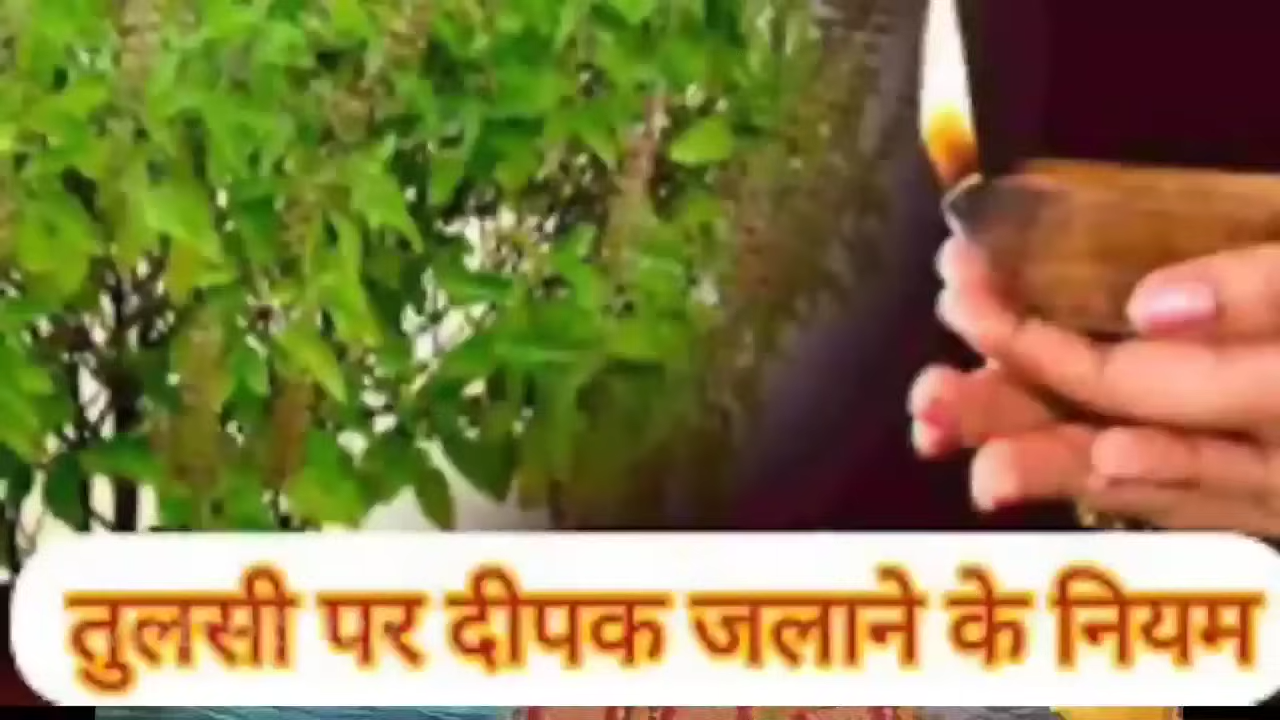 तुलसी पर दीपक जलाने के नियम